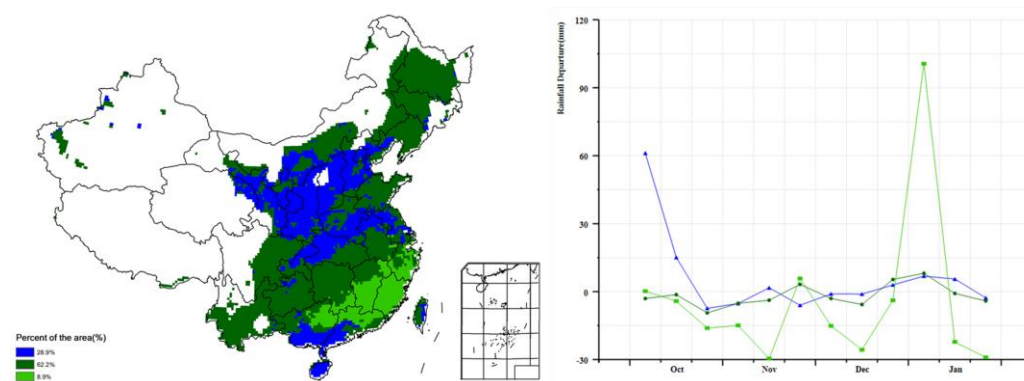 Percent of the area(%)
28.9%
62.2%
8.9%
Rainfall Departure(mm)
120
90
60
30
0
-30
Oct
Nov
Dec
Jan